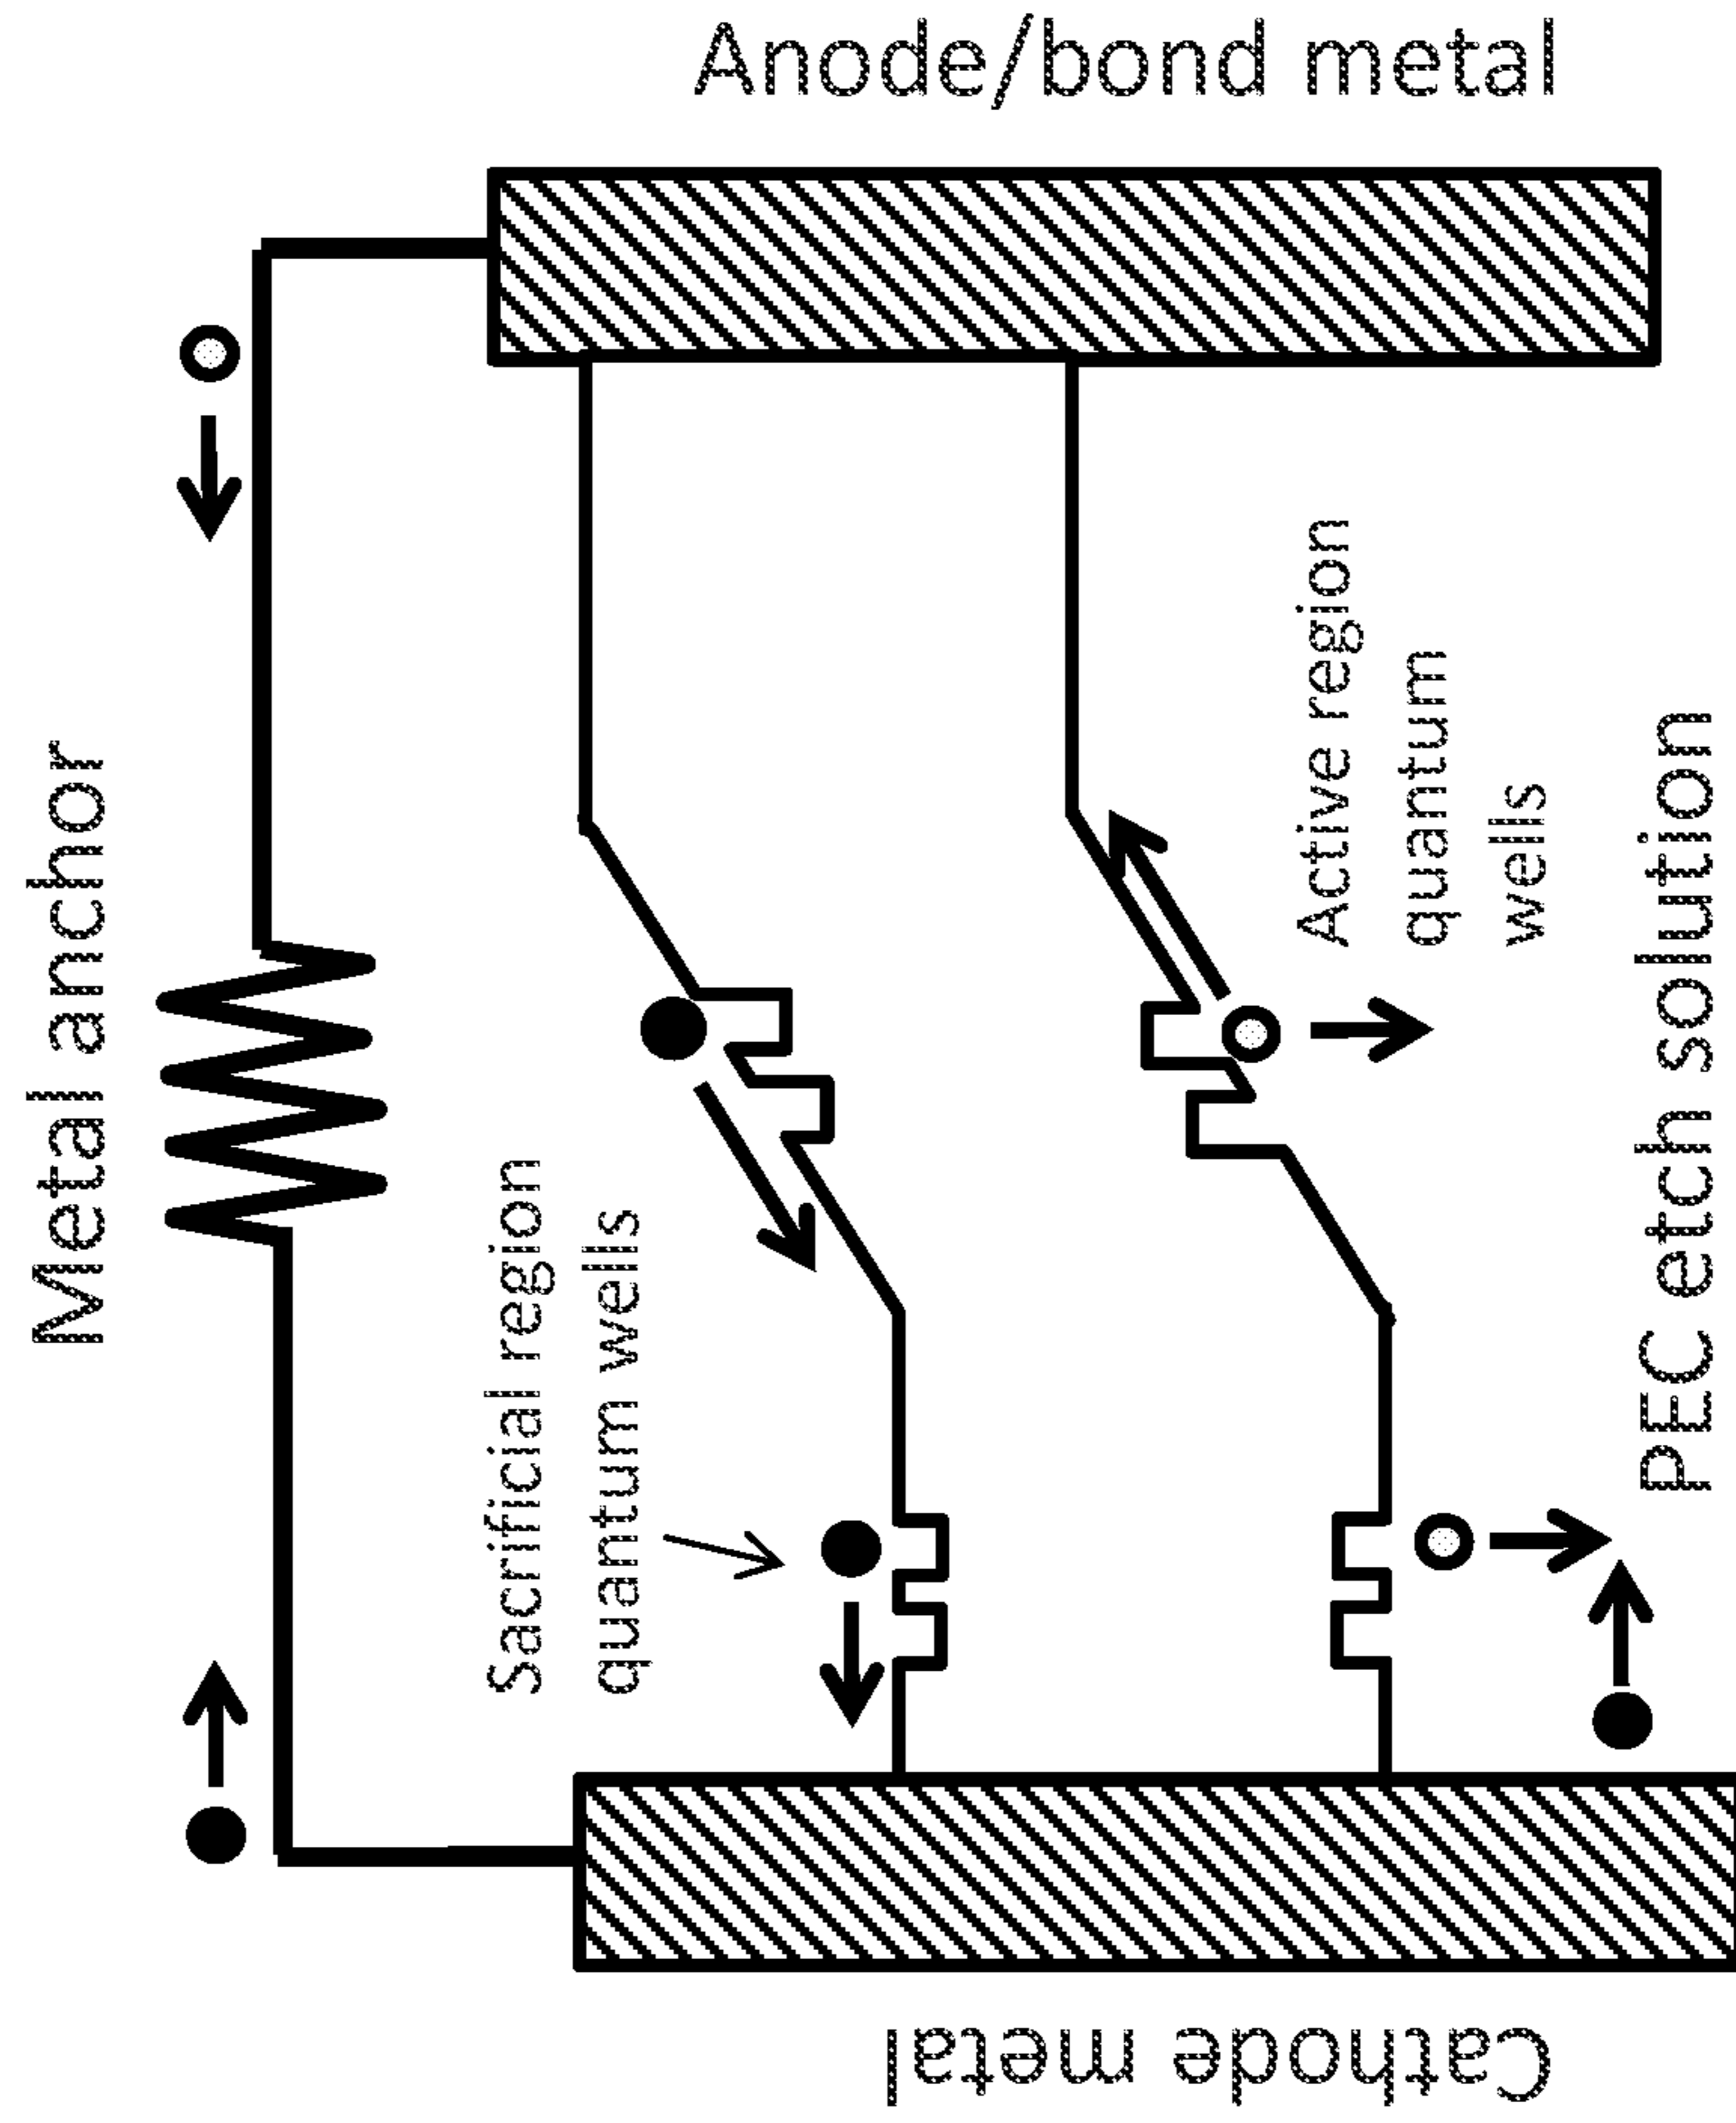 Anode/bond metal
Metal anchor
Sacrificial region
quantum wells
Active region
quantum
wells
PEC etch solution
Cathode metal